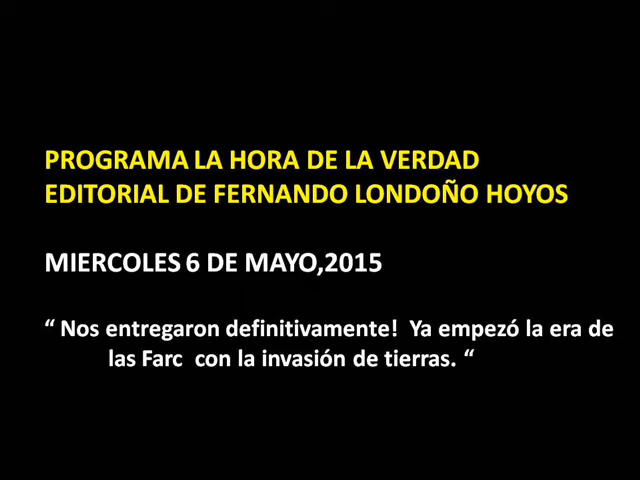 PROGRAMA LA HORA DE LA VERDAD
EDITORIAL DE FERNANDO LONDOÑO HOYOS
MIERCOLES 6 DE MAYO,2015
“ Nos entregaron definitivamente! Ya empezó la era de
las Farc con la invasión de tierras. “